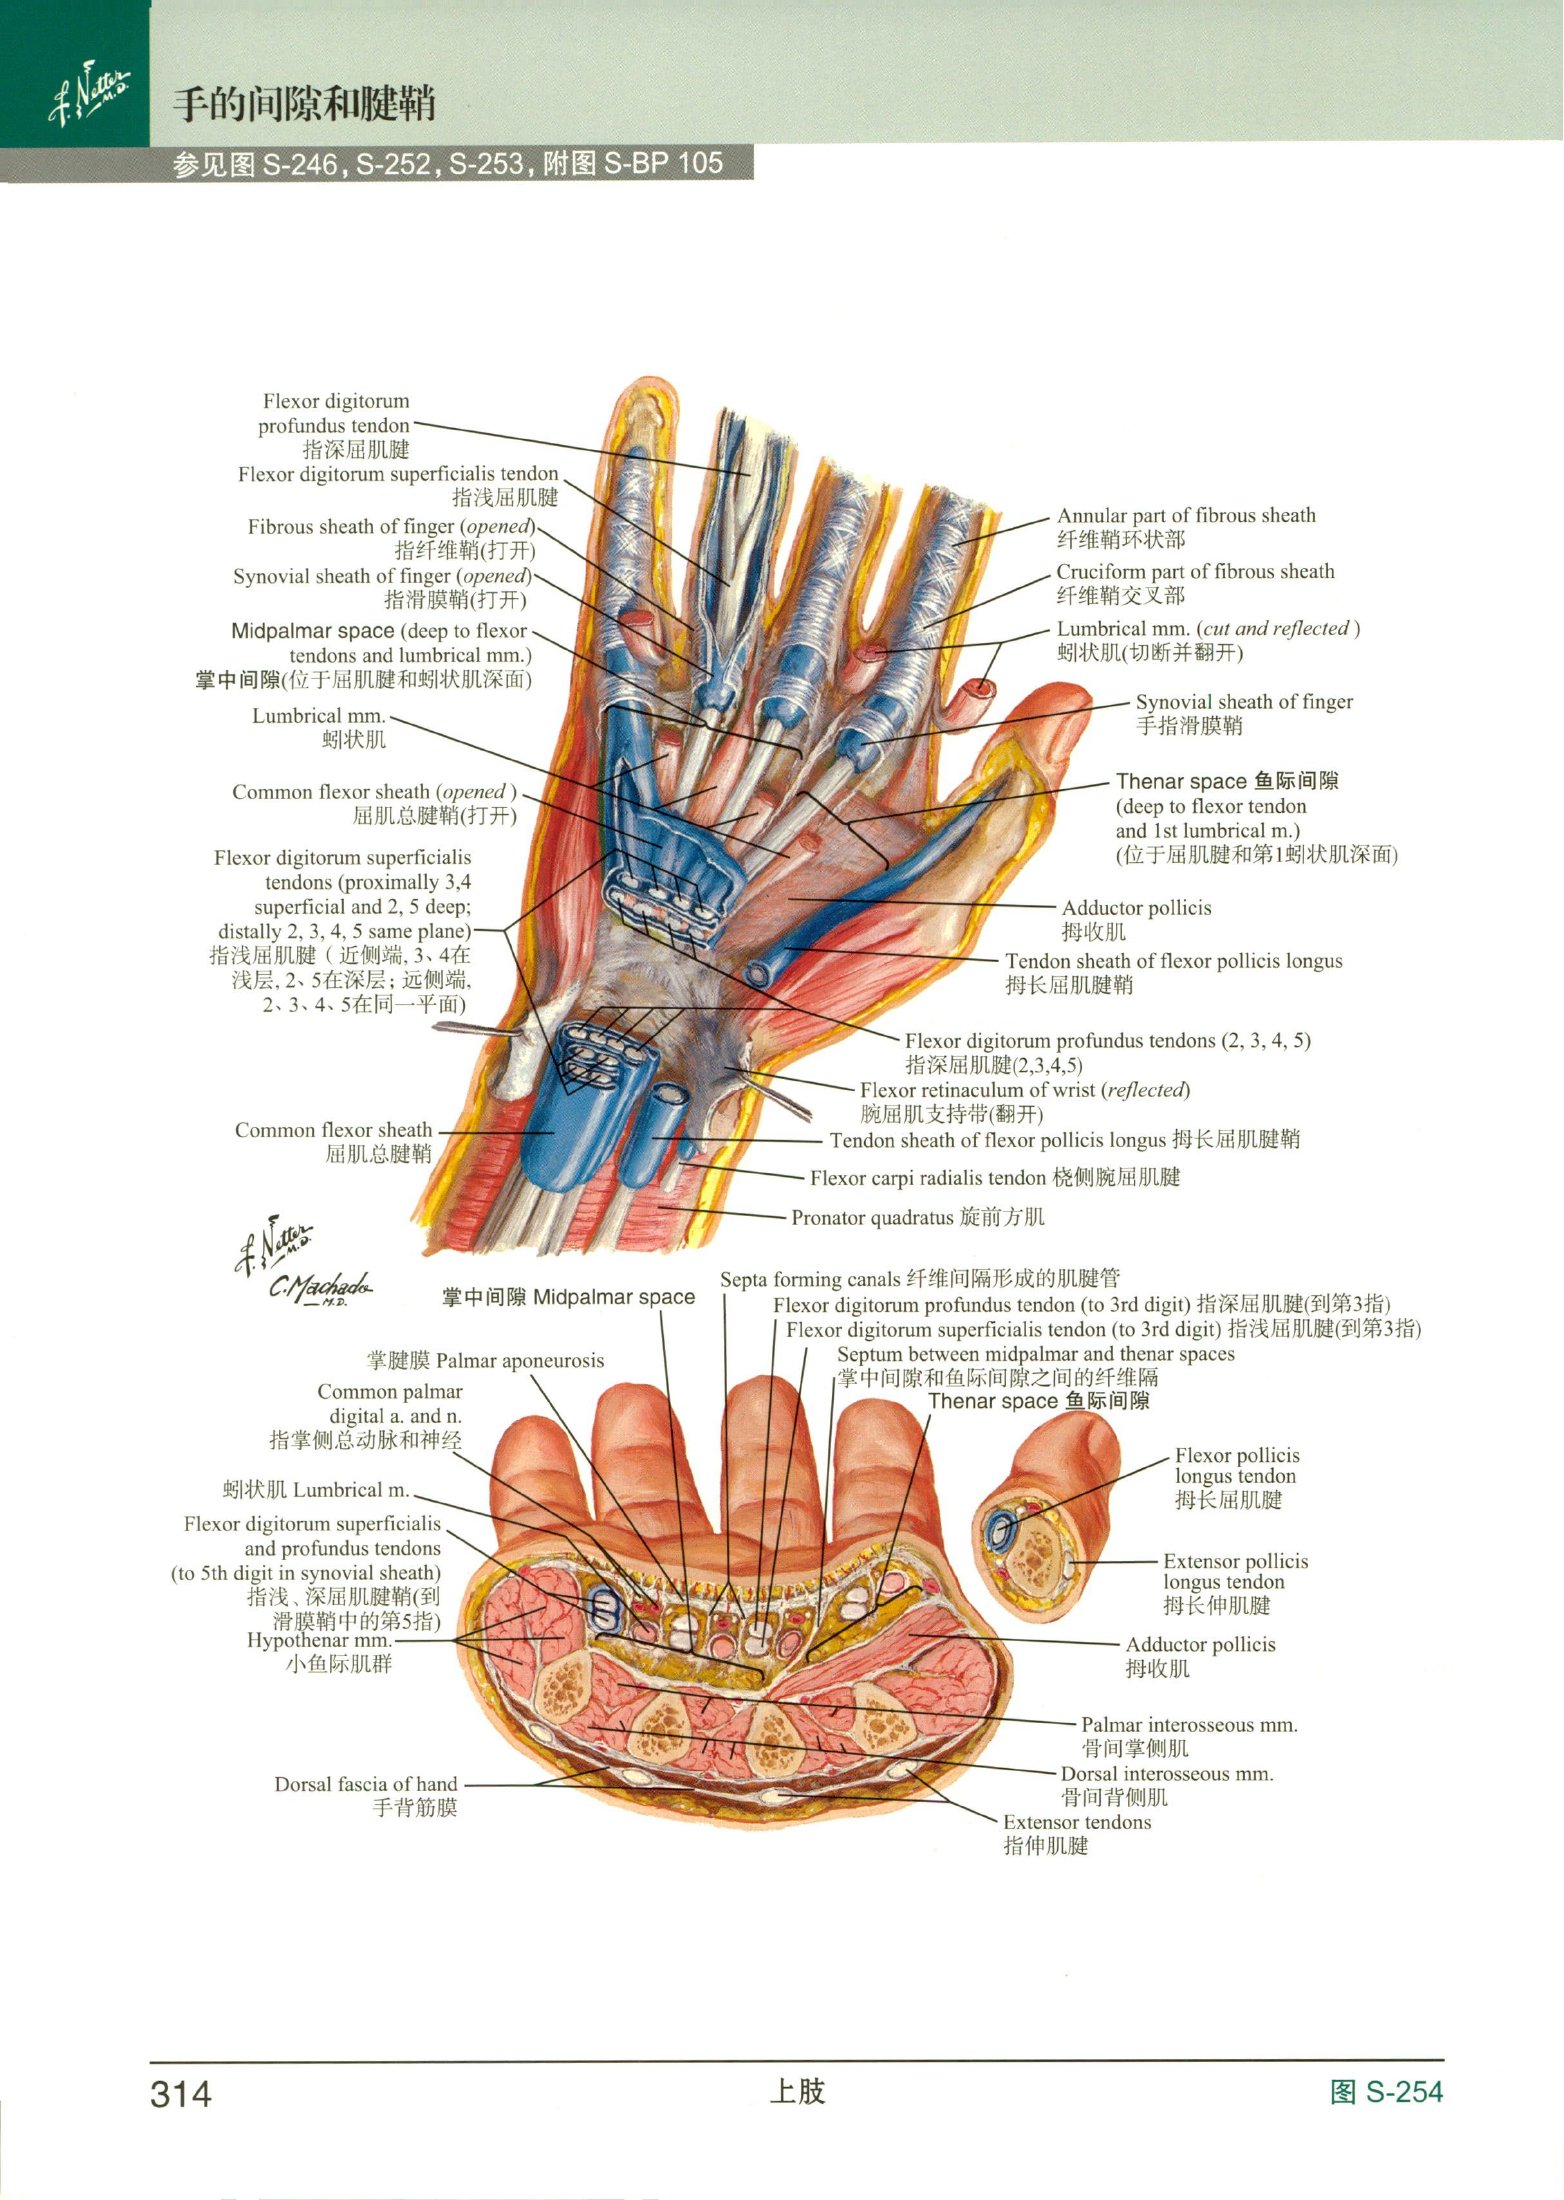 F. Netter M.D.
手的间隙和腱鞘
参见图 S-246, S-252, S-253, 附图 S-BP 105
Flexor digitorum
profundus tendon
指深屈肌腱
Flexor digitorum superficialis tendon
指浅屈肌腱
Fibrous sheath of finger (opened)
指纤维鞘(打开)
Synovial sheath of finger (opened)
指滑膜鞘(打开)
Midpalmar space (deep to flexor
tendons and lumbrical mm.)
掌中间隙(位于屈肌腱和蚓状肌深面)
Lumbrical mm.
蚓状肌
Common flexor sheath (opened )
屈肌总腱鞘(打开)
Flexor digitorum superficialis
tendons (proximally 3,4
superficial and 2, 5 deep;
distally 2, 3, 4, 5 same plane)
指浅屈肌腱（近侧端, 3、4在
浅层, 2、5在深层; 远侧端,
2、3、4、5在同一平面)
Common flexor sheath
屈肌总腱鞘
Annular part of fibrous sheath
纤维鞘环状部
Cruciform part of fibrous sheath
纤维鞘交叉部
Lumbrical mm. (cut and reflected )
蚓状肌(切断并翻开)
Synovial sheath of finger
手指滑膜鞘
Thenar space 鱼际间隙
(deep to flexor tendon
and 1st lumbrical m.)
(位于屈肌腱和第1蚓状肌深面)
Adductor pollicis
拇收肌
Tendon sheath of flexor pollicis longus
拇长屈肌腱鞘
Flexor digitorum profundus tendons (2, 3, 4, 5)
指深屈肌腱(2,3,4,5)
Flexor retinaculum of wrist (reflected)
腕屈肌支持带(翻开)
Tendon sheath of flexor pollicis longus 拇长屈肌腱鞘
Flexor carpi radialis tendon 桡侧腕屈肌腱
Pronator quadratus 旋前方肌
F. Netter M.D.
C. Machado M.D.
掌中间隙 Midpalmar space
Septa forming canals 纤维间隔形成的肌腱管
Flexor digitorum profundus tendon (to 3rd digit) 指深屈肌腱(到第3指)
Flexor digitorum superficialis tendon (to 3rd digit) 指浅屈肌腱(到第3指)
Septum between midpalmar and thenar spaces
掌中间隙和鱼际间隙之间的纤维隔
Thenar space 鱼际间隙
掌腱膜 Palmar aponeurosis
Common palmar
digital a. and n.
指掌侧总动脉和神经
蚓状肌 Lumbrical m.
Flexor digitorum superficialis
and profundus tendons
(to 5th digit in synovial sheath)
指浅、深屈肌腱鞘(到
滑膜鞘中的第5指)
Hypothenar mm.
小鱼际肌群
Dorsal fascia of hand
手背筋膜
Flexor pollicis
longus tendon
拇长屈肌腱
Extensor pollicis
longus tendon
拇长伸肌腱
Adductor pollicis
拇收肌
Palmar interosseous mm.
骨间掌侧肌
Dorsal interosseous mm.
骨间背侧肌
Extensor tendons
指伸肌腱
314
上肢
图 S-254